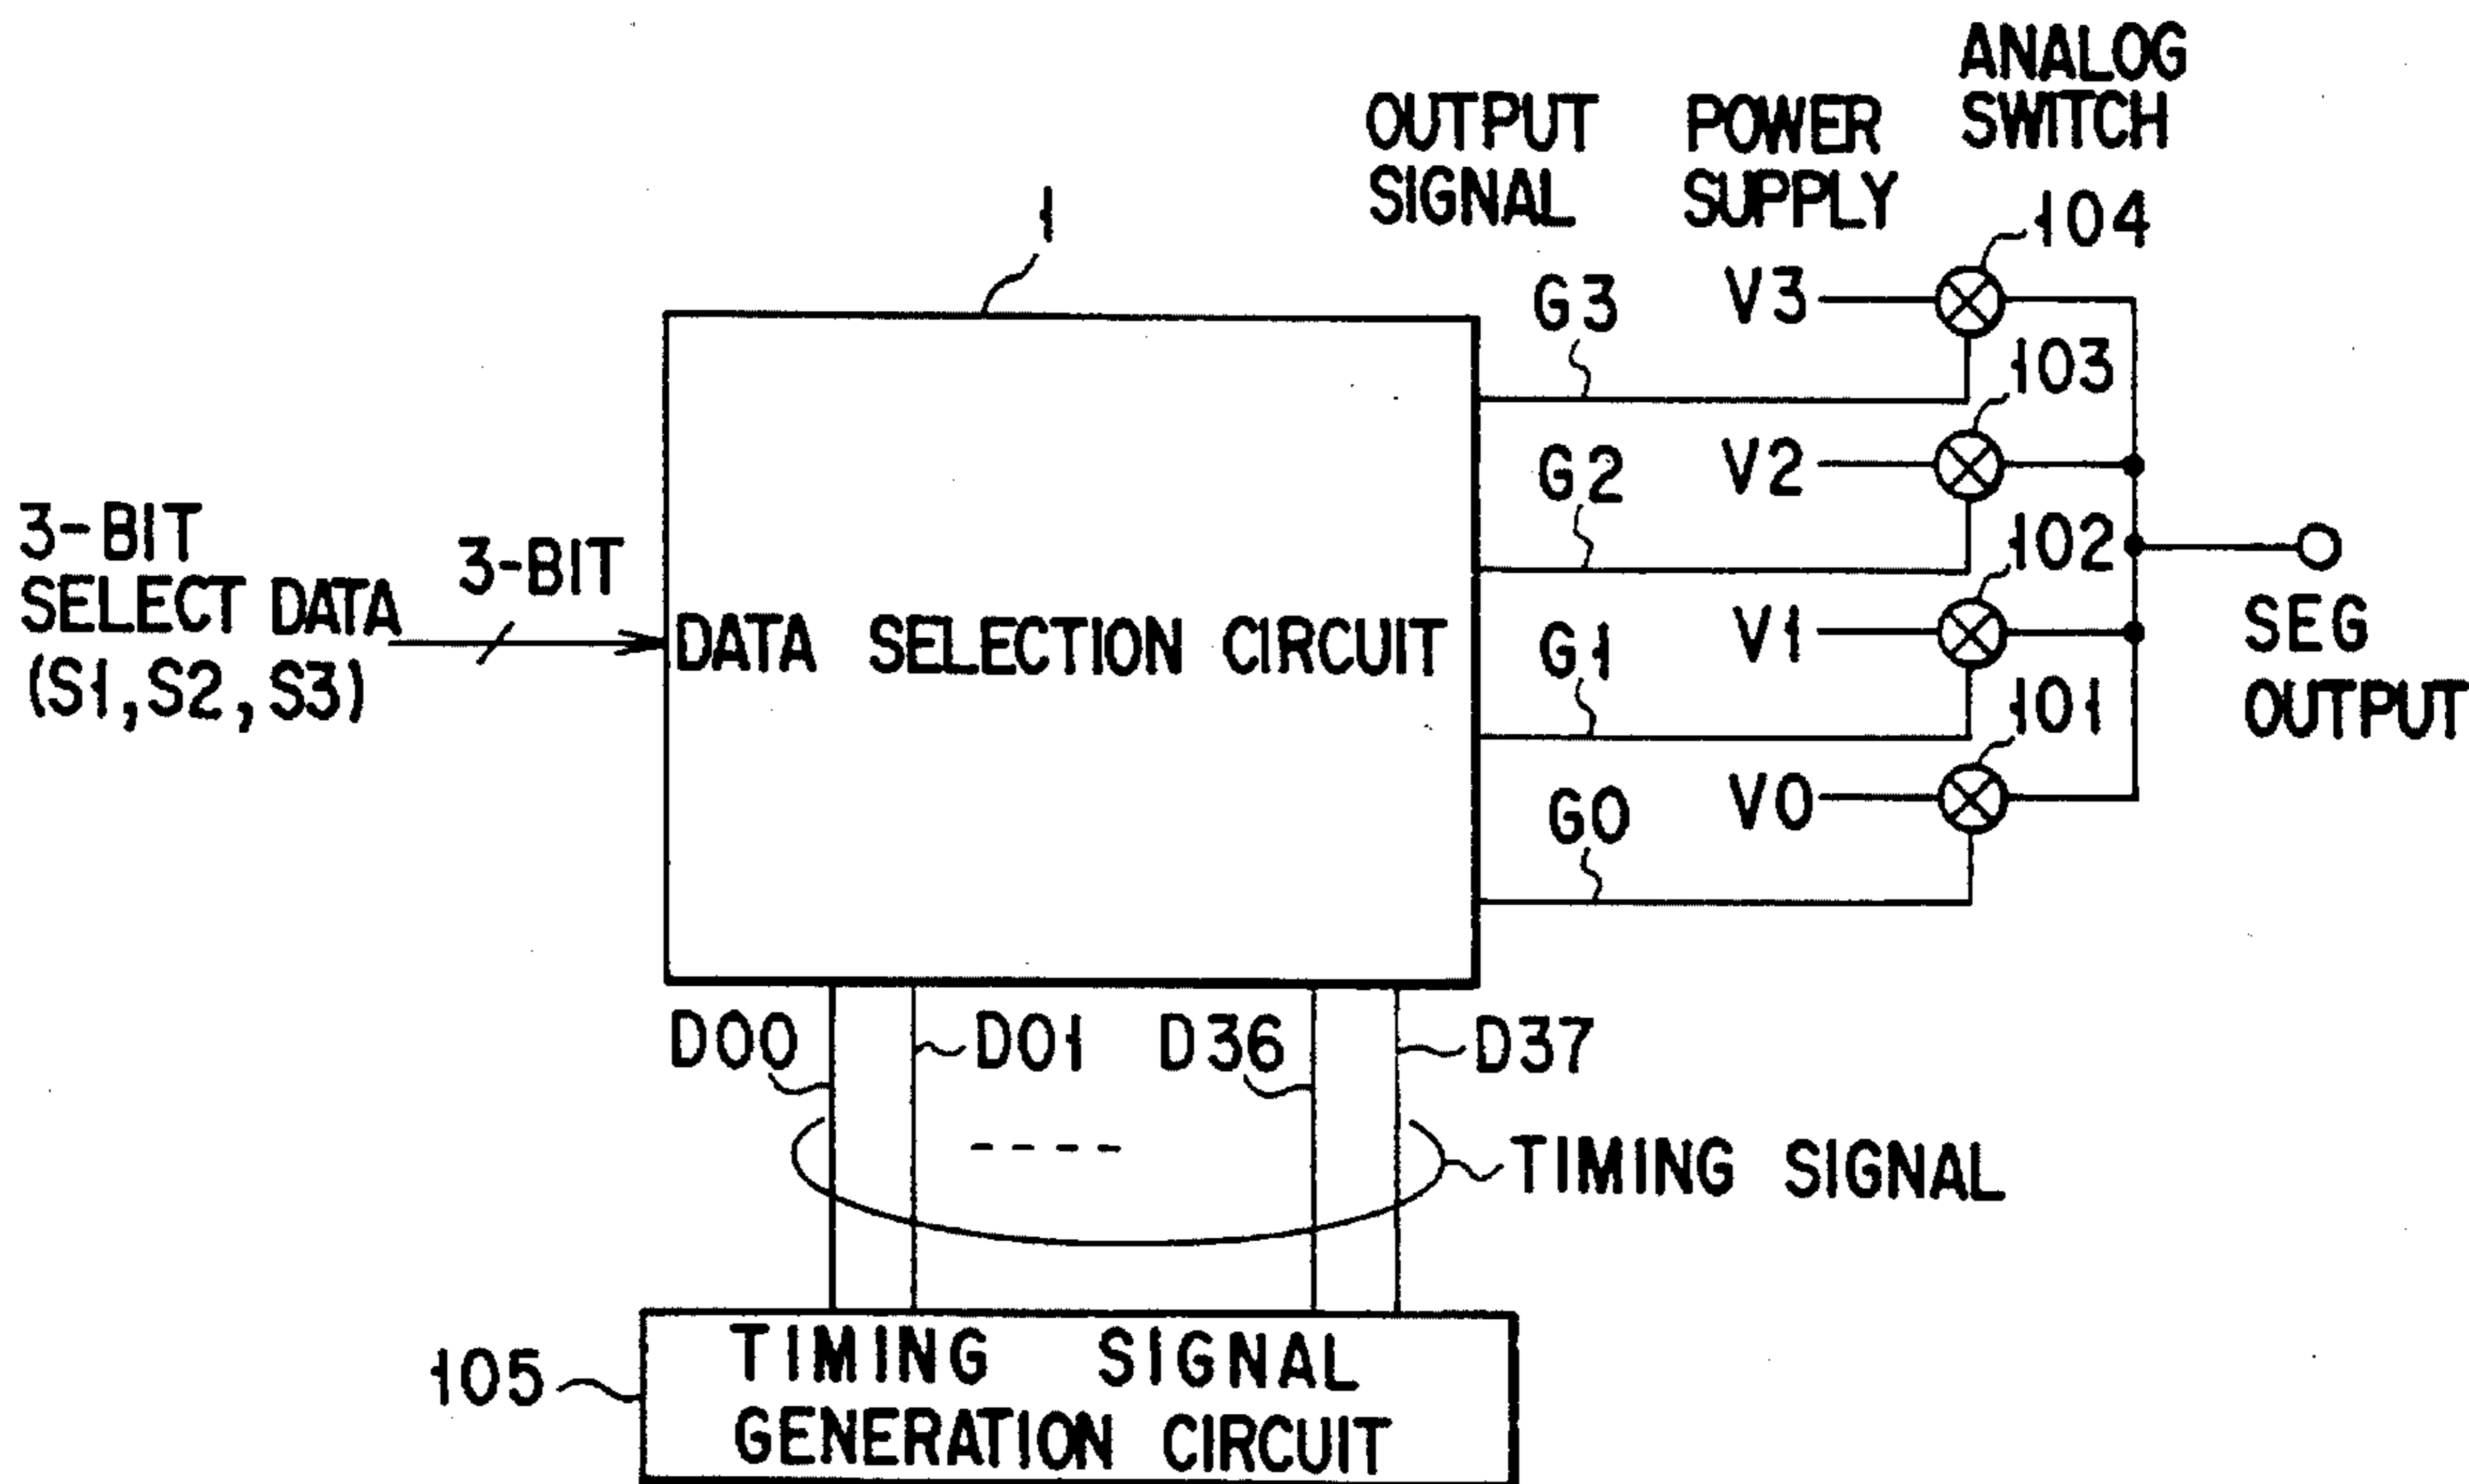 ANALOG
SWITCH
OUTPUT
SIGNAL
POWER
SUPPLY
1
104
G3
V3
103
G2
V2
3-BIT
SELECT DATA
(S1,S2,S3)
3-BIT
102
DATA SELECTION CIRCUIT
G1
V1
SEG
OUTPUT
101
G0
V0
D00
D01
D36
D37
TIMING SIGNAL
105
TIMING SIGNAL
GENERATION CIRCUIT